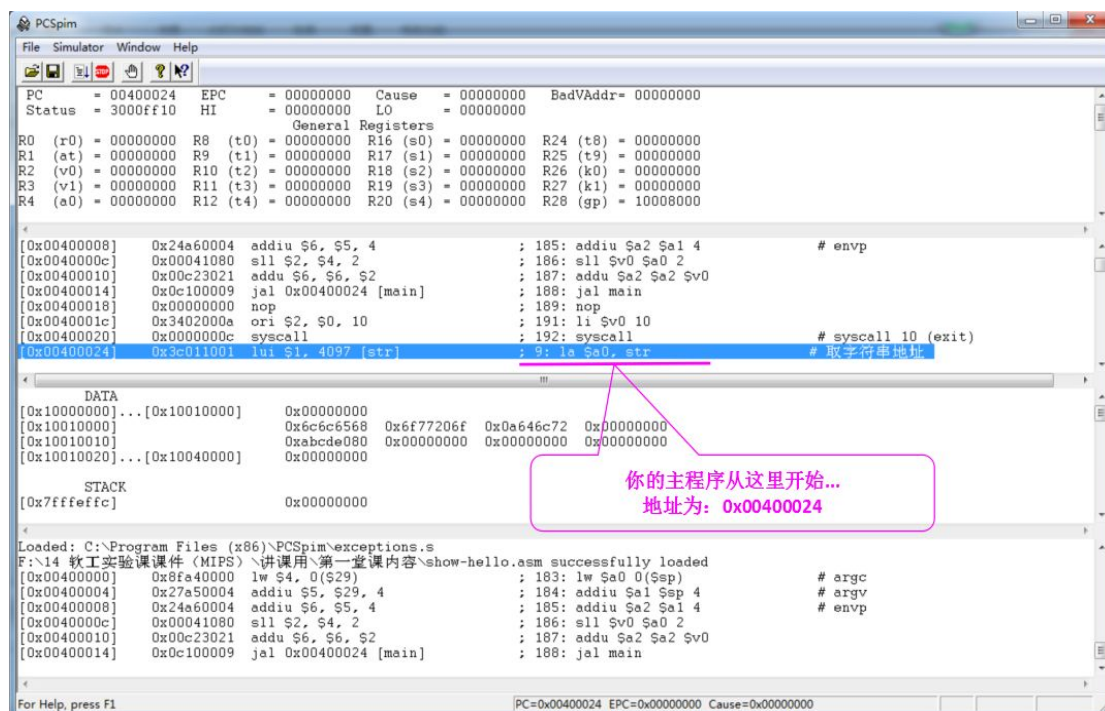 PCSpim
File Simulator Window Help
PC = 00400024 EPC = 00000000 Cause = 00000000 BadVAddr= 00000000
Status = 3000ff10 HI = 00000000 LO = 00000000
General Registers
R0 (r0) = 00000000 R8 (t0) = 00000000 R16 (s0) = 00000000 R24 (t8) = 00000000
R1 (at) = 00000000 R9 (t1) = 00000000 R17 (s1) = 00000000 R25 (t9) = 00000000
R2 (v0) = 00000000 R10 (t2) = 00000000 R18 (s2) = 00000000 R26 (k0) = 00000000
R3 (v1) = 00000000 R11 (t3) = 00000000 R19 (s3) = 00000000 R27 (k1) = 00000000
R4 (a0) = 00000000 R12 (t4) = 00000000 R20 (s4) = 00000000 R28 (gp) = 10008000
[0x00400008] 0x24a60004 addiu $6, $5, 4 ; 185: addiu $a2 $a1 4 # envp
[0x0040000c] 0x00041080 sll $2, $4, 2 ; 186: sll $v0 $a0 2
[0x00400010] 0x00c23021 addu $6, $6, $2 ; 187: addu $a2 $a2 $v0
[0x00400014] 0x0c100009 jal 0x00400024 [main] ; 188: jal main
[0x00400018] 0x00000000 nop ; 189: nop
[0x0040001c] 0x3402000a ori $2, $0, 10 ; 191: li $v0 10
[0x00400020] 0x0000000c syscall ; 192: syscall # syscall 10 (exit)
[0x00400024] 0x3c011001 lui $1, 4097 [str] ; 9: la $a0, str # 取字符串地址
DATA
[0x10000000]...[0x10010000] 0x00000000
[0x10010000] 0x6c6c6568 0x6f77206f 0x0a646c72 0x00000000
[0x10010010] 0xabcde080 0x00000000 0x00000000 0x00000000
[0x10010020]...[0x10040000] 0x00000000
你的主程序从这里开始...
地址为：0x00400024
STACK
[0x7fffeffc] 0x00000000
Loaded: C:\Program Files (x86)\PCSpim\exceptions.s
F:\14 软工实验课课件（MIPS）\讲课用\第一堂课内容\show-hello.asm successfully loaded
[0x00400000] 0x8fa40000 lw $4, 0($29) ; 183: lw $a0 0($sp) # argc
[0x00400004] 0x27a50004 addiu $5, $29, 4 ; 184: addiu $a1 $sp 4 # argv
[0x00400008] 0x24a60004 addiu $6, $5, 4 ; 185: addiu $a2 $a1 4 # envp
[0x0040000c] 0x00041080 sll $2, $4, 2 ; 186: sll $v0 $a0 2
[0x00400010] 0x00c23021 addu $6, $6, $2 ; 187: addu $a2 $a2 $v0
[0x00400014] 0x0c100009 jal 0x00400024 [main] ; 188: jal main
For Help, press F1 PC=0x00400024 EPC=0x00000000 Cause=0x00000000